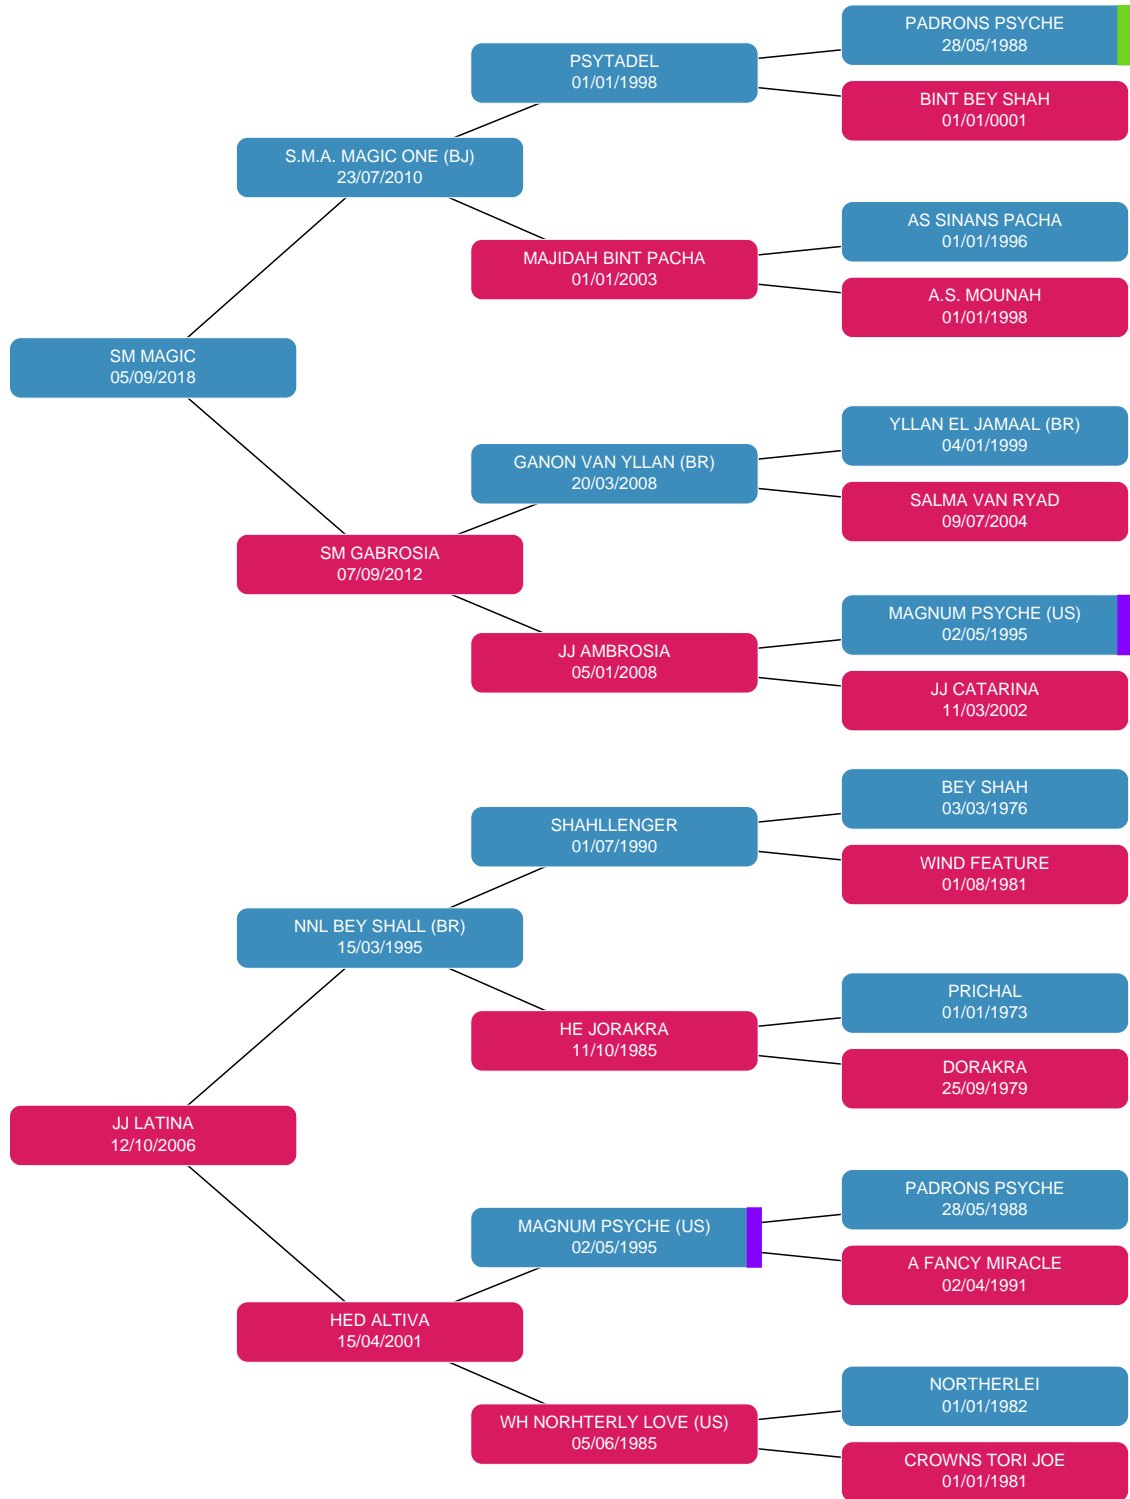 PADRONS PSYCHE
28/05/1988
PSYTADEL
01/01/1998
BINT BEY SHAH
01/01/0001
S.M.A. MAGIC ONE (BJ)
23/07/2010
AS SINANS PACHA
01/01/1996
MAJIDAH BINT PACHA
01/01/2003
A.S. MOUNAH
01/01/1998
SM MAGIC
05/09/2018
YLLAN EL JAMAAL (BR)
04/01/1999
GANON VAN YLLAN (BR)
20/03/2008
SALMA VAN RYAD
09/07/2004
SM GABROSIA
07/09/2012
MAGNUM PSYCHE (US)
02/05/1995
JJ AMBROSIA
05/01/2008
JJ CATARINA
11/03/2002
BEY SHAH
03/03/1976
SHAHLLENGER
01/07/1990
WIND FEATURE
01/08/1981
NNL BEY SHALL (BR)
15/03/1995
PRICHAL
01/01/1973
HE JORAKRA
11/10/1985
DORAKRA
25/09/1979
JJ LATINA
12/10/2006
PADRONS PSYCHE
28/05/1988
MAGNUM PSYCHE (US)
02/05/1995
A FANCY MIRACLE
02/04/1991
HED ALTIVA
15/04/2001
NORTHERLEI
01/01/1982
WH NORHTERLY LOVE (US)
05/06/1985
CROWNS TORI JOE
01/01/1981